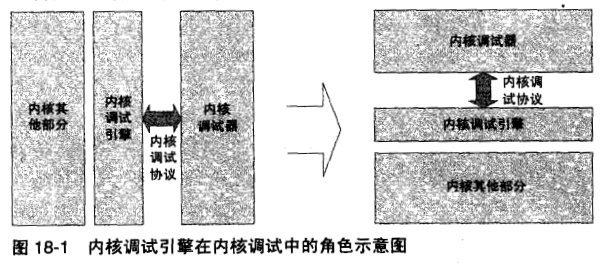 内核其
他部分
内核
调试
引擎
内核
调试
协议
内核
调试器
内核调试器
内核调
试协议
内核调试引擎
内核其他部分
图 18-1 内核调试引擎在内核调试中的角色示意图